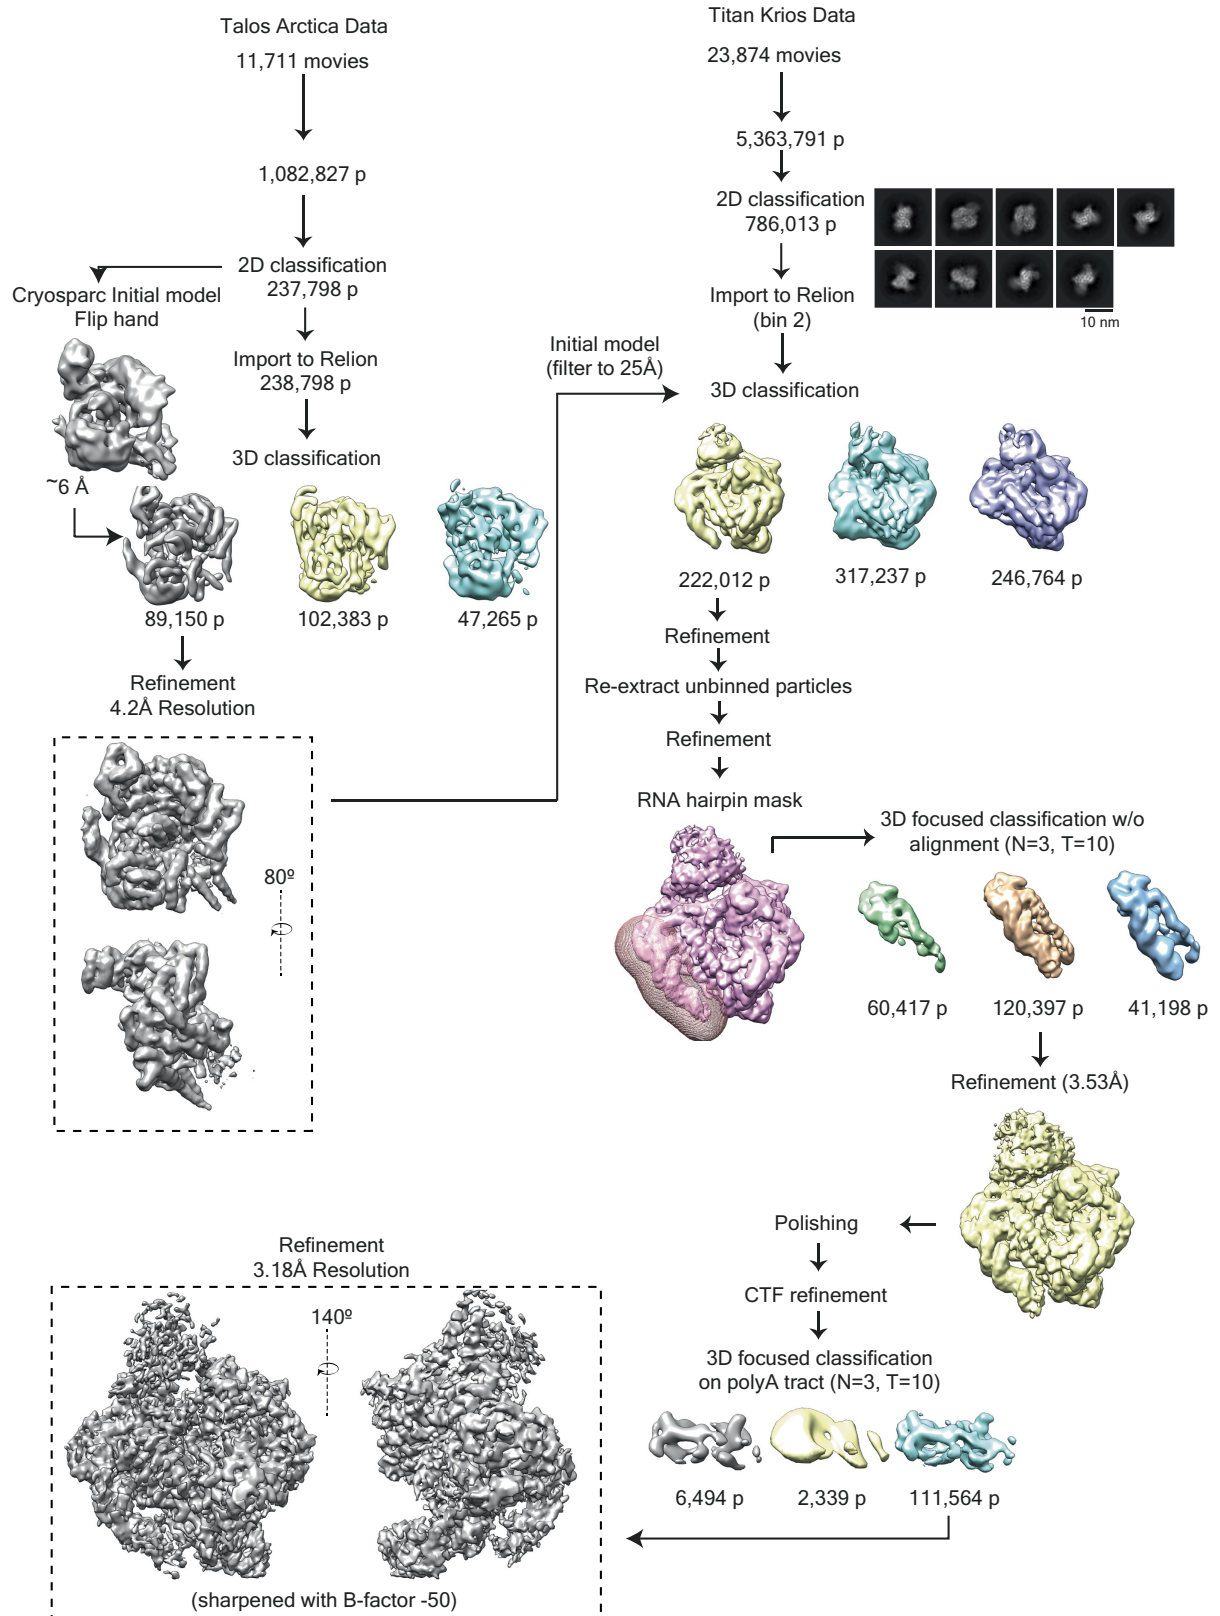 Talos Arctica Data
11,711 movies
1,082,827 p
2D classification
237,798 p
Cryosparc Initial model
Flip hand
Import to Relion
238,798 p
3D classification
~6 Å
89,150 p
102,383 p
47,265 p
Refinement
4.2Å Resolution
80º
Titan Krios Data
23,874 movies
5,363,791 p
2D classification
786,013 p
10 nm
Import to Relion
(bin 2)
Initial model
(filter to 25Å)
3D classification
222,012 p
317,237 p
246,764 p
Refinement
Re-extract unbinned particles
Refinement
RNA hairpin mask
3D focused classification w/o
alignment (N=3, T=10)
60,417 p
120,397 p
41,198 p
Refinement (3.53Å)
Polishing
CTF refinement
3D focused classification
on polyA tract (N=3, T=10)
6,494 p
2,339 p
111,564 p
Refinement
3.18Å Resolution
140º
(sharpened with B-factor -50)